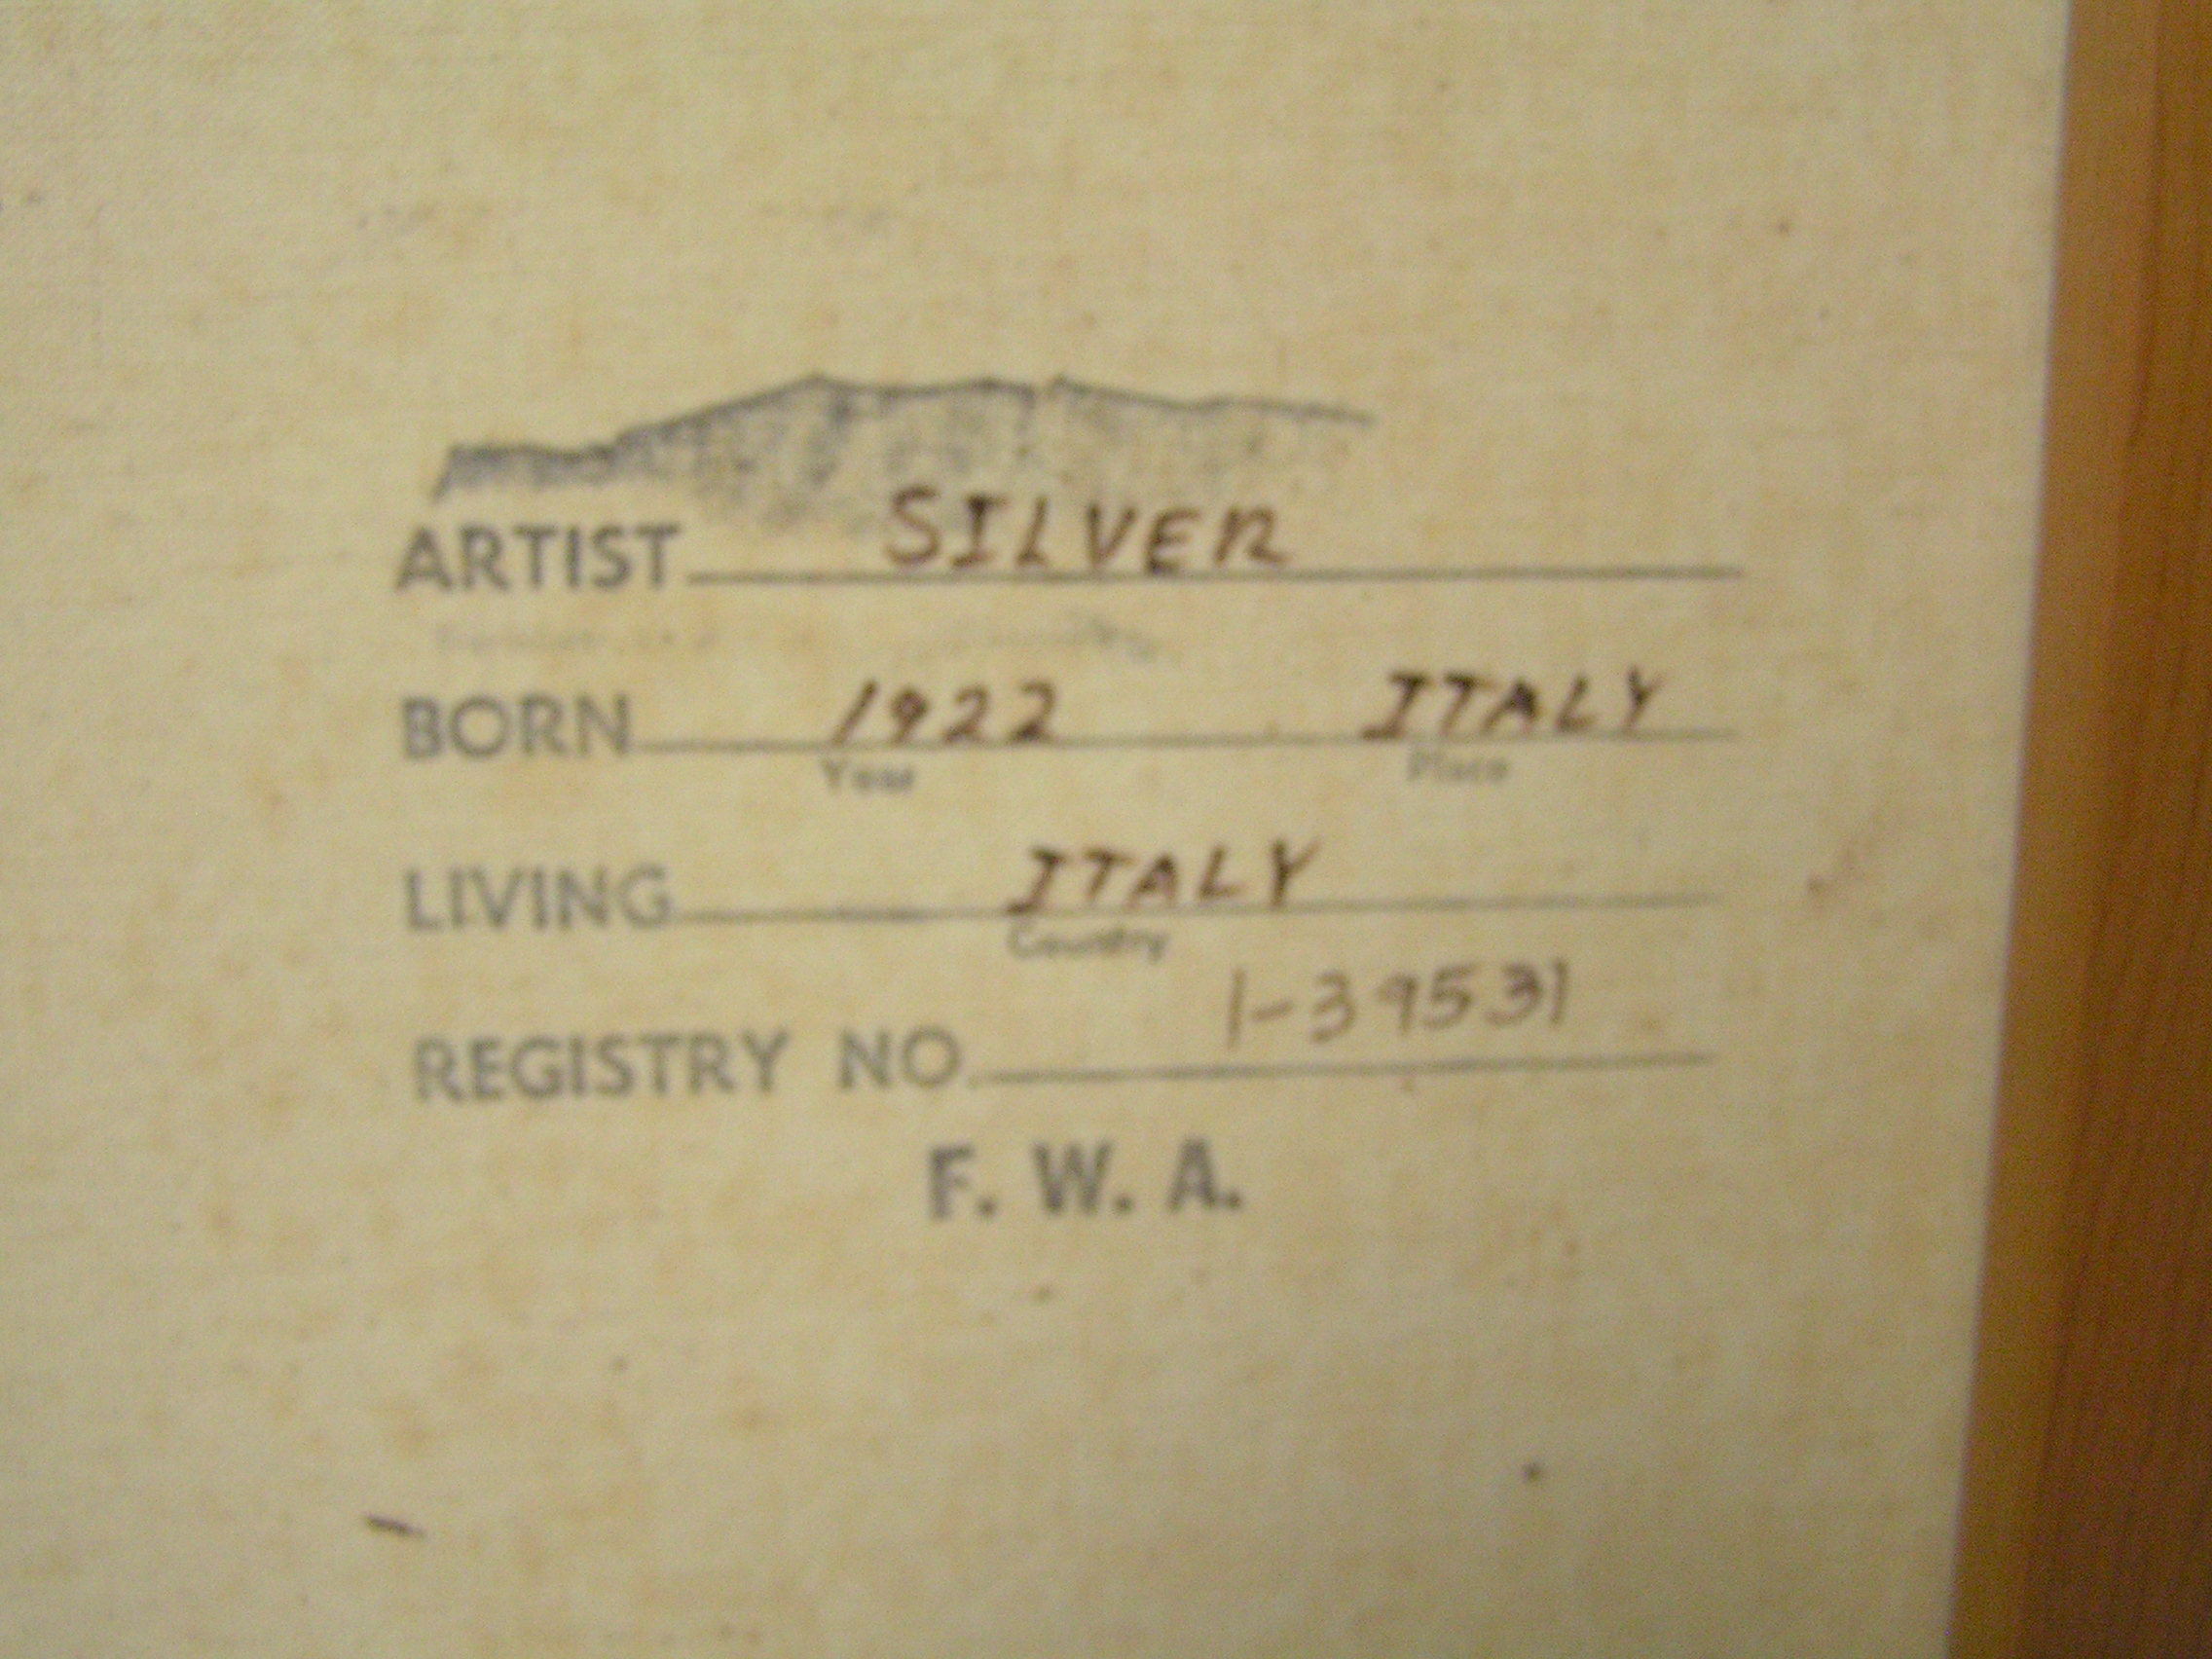 ARTIST SILVER
BORN 1922 ITALY
Year Place
LIVING ITALY
Country
1-39531
REGISTRY NO.
F. W. A.